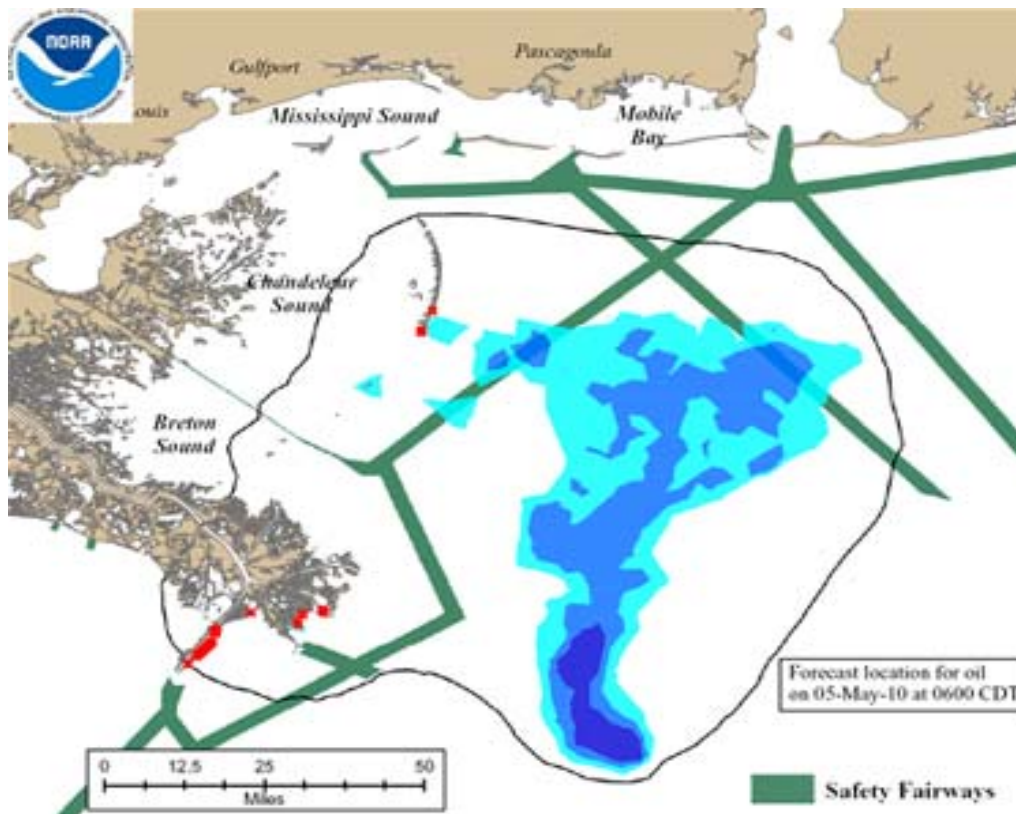 NOAA
Pascagoula
Gulfport
ouis
Mississippi Sound
Mobile
Bay
Chandeleur
Sound
Breton
Sound
Forecast location for oil
on 05-May-10 at 0600 CDT
0 12.5 25 50
Miles
Safety Fairways